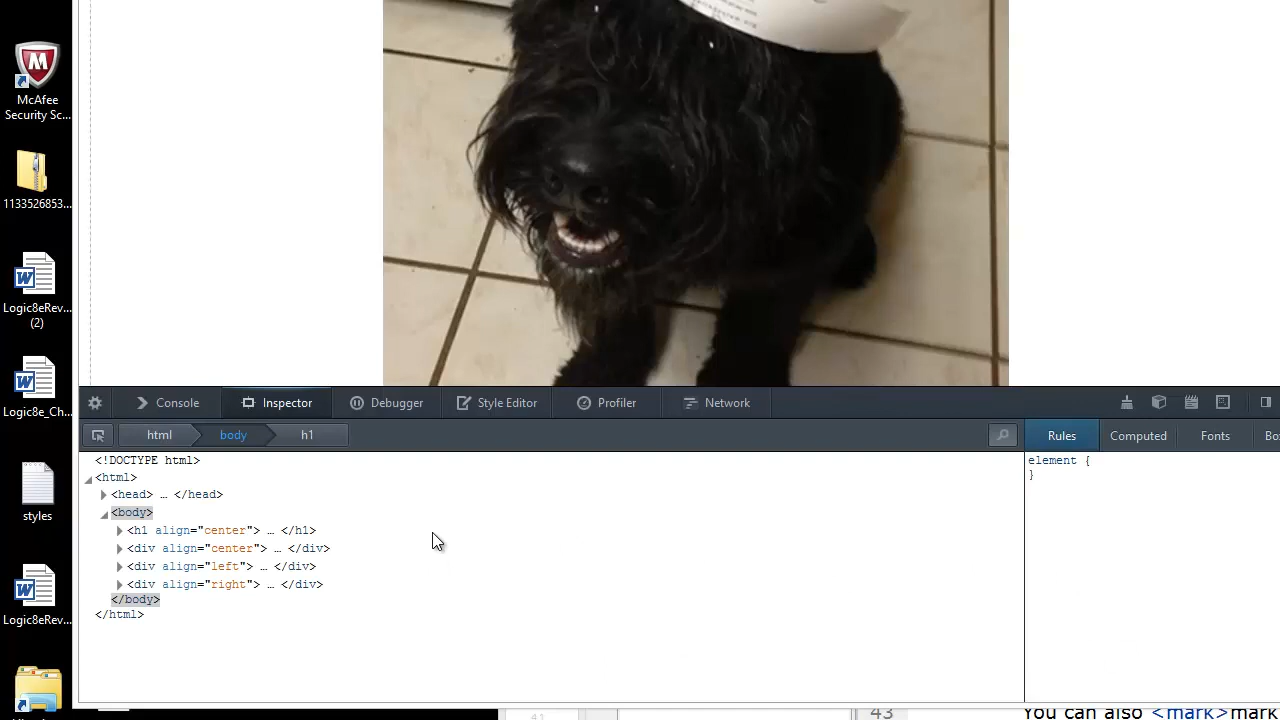 McAfee
Security Sc...
1133526853...
Logic8eRev...
(2)
Logic8e_Ch...
styles
Logic8eRev...
Console
Inspector
Debugger
Style Editor
Profiler
Network
html
body
h1
Rules
Computed
Fonts
Bo
<!DOCTYPE html>
<html>
<head> … </head>
<body>
<h1 align="center"> … </h1>
<div align="center"> … </div>
<div align="left"> … </div>
<div align="right"> … </div>
</body>
</html>
element {
}
41
43
You can also <mark>mark